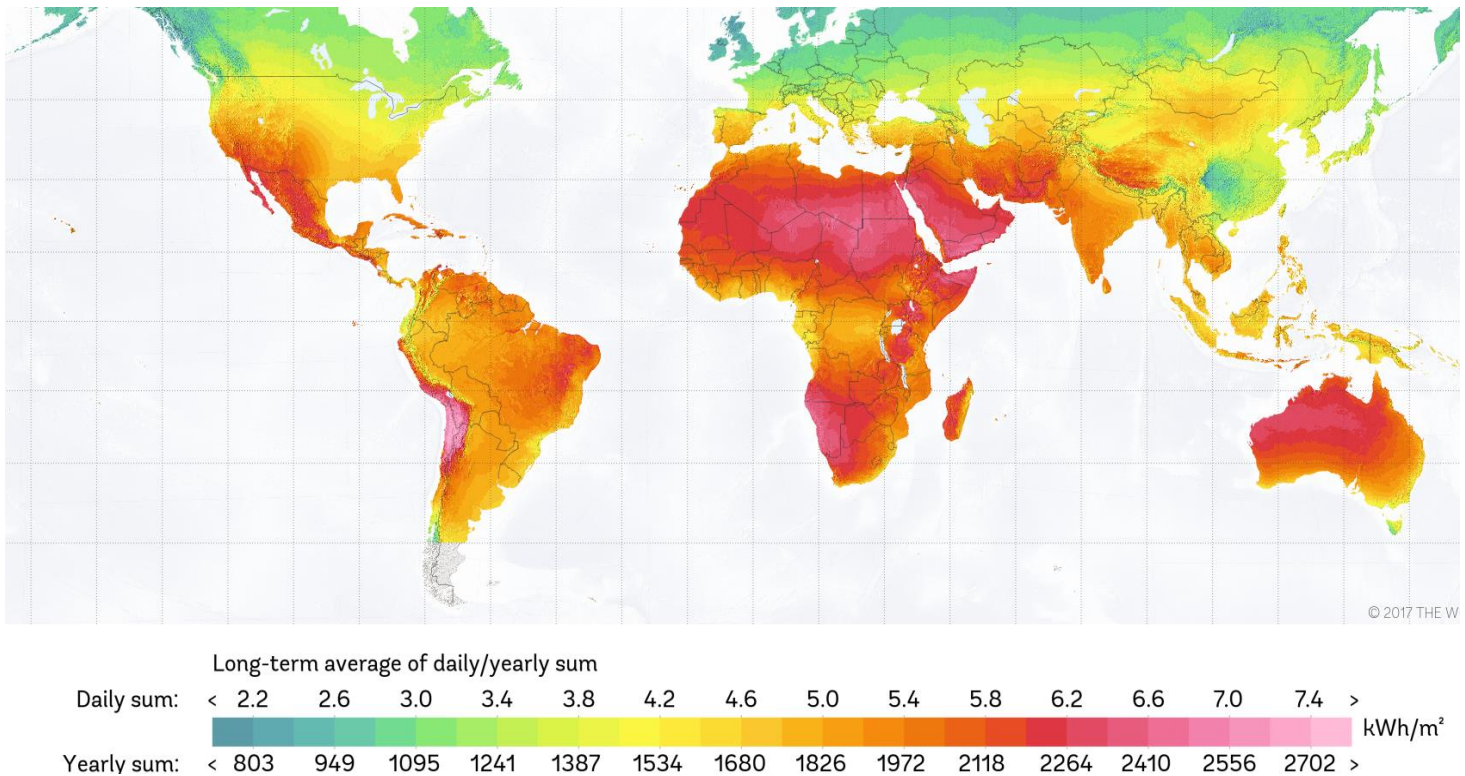 © 2017 THE W
Long-term average of daily/yearly sum
Daily sum: < 2.2 2.6 3.0 3.4 3.8 4.2 4.6 5.0 5.4 5.8 6.2 6.6 7.0 7.4 >
kWh/m²
Yearly sum: < 803 949 1095 1241 1387 1534 1680 1826 1972 2118 2264 2410 2556 2702 >